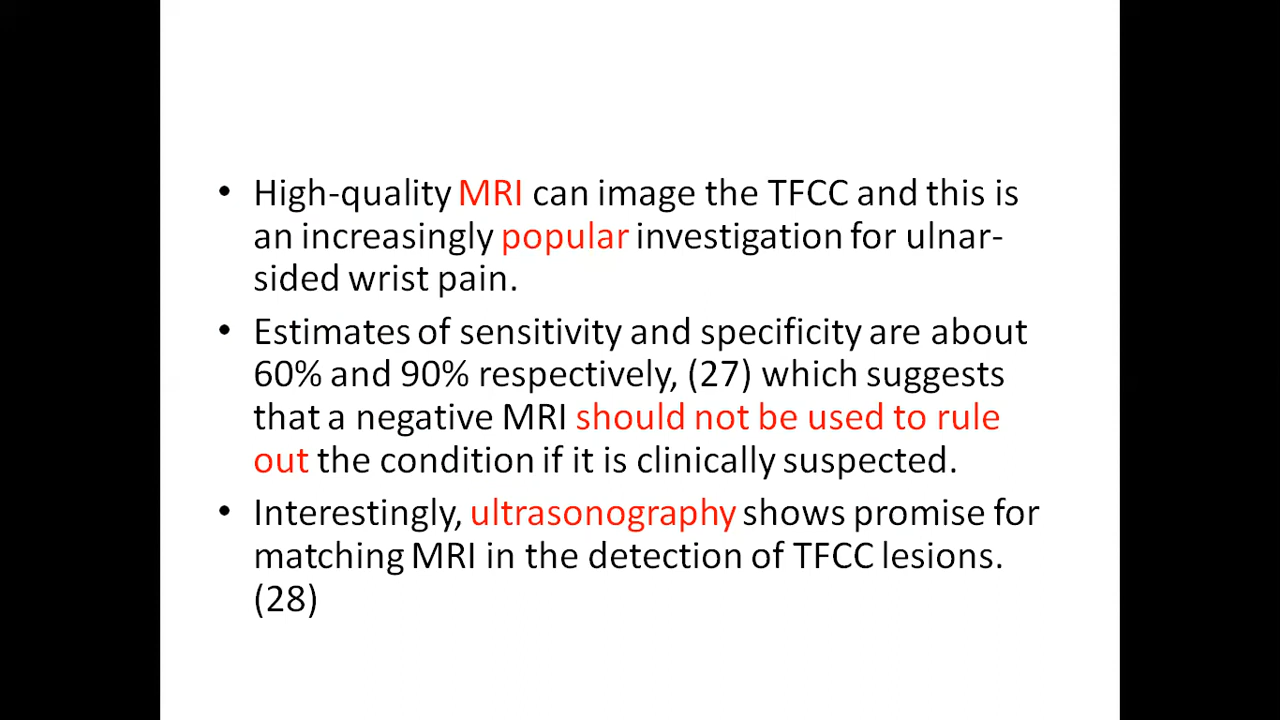 • High-quality MRI can image the TFCC and this is
an increasingly popular investigation for ulnar-
sided wrist pain.
• Estimates of sensitivity and specificity are about
60% and 90% respectively, (27) which suggests
that a negative MRI should not be used to rule
out the condition if it is clinically suspected.
• Interestingly, ultrasonography shows promise for
matching MRI in the detection of TFCC lesions.
(28)